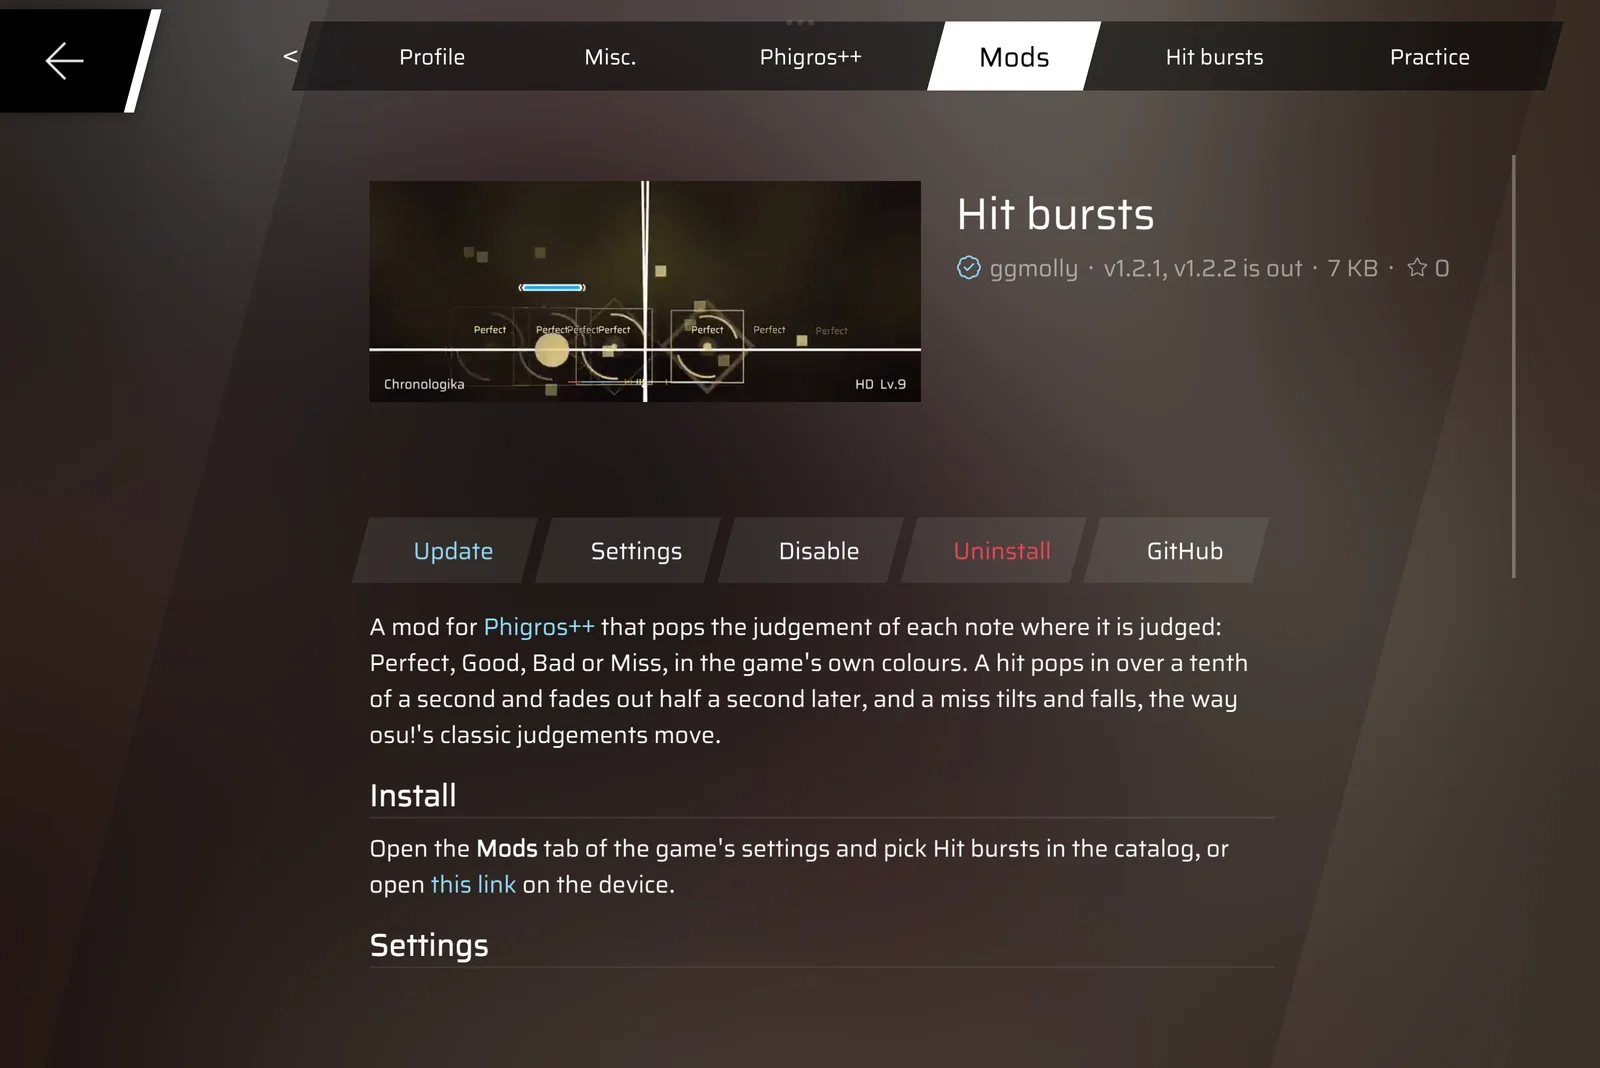 < Profile Misc. Phigros++ Mods Hit bursts Practice
Hit bursts
ggmolly · v1.2.1, v1.2.2 is out · 7 KB · 0
Perfect Perfect Perfect Perfect Perfect Perfect Perfect
Chronologika HD Lv.9
Update Settings Disable Uninstall GitHub
A mod for Phigros++ that pops the judgement of each note where it is judged:
Perfect, Good, Bad or Miss, in the game's own colours. A hit pops in over a tenth
of a second and fades out half a second later, and a miss tilts and falls, the way
osu!'s classic judgements move.
Install
Open the Mods tab of the game's settings and pick Hit bursts in the catalog, or
open this link on the device.
Settings